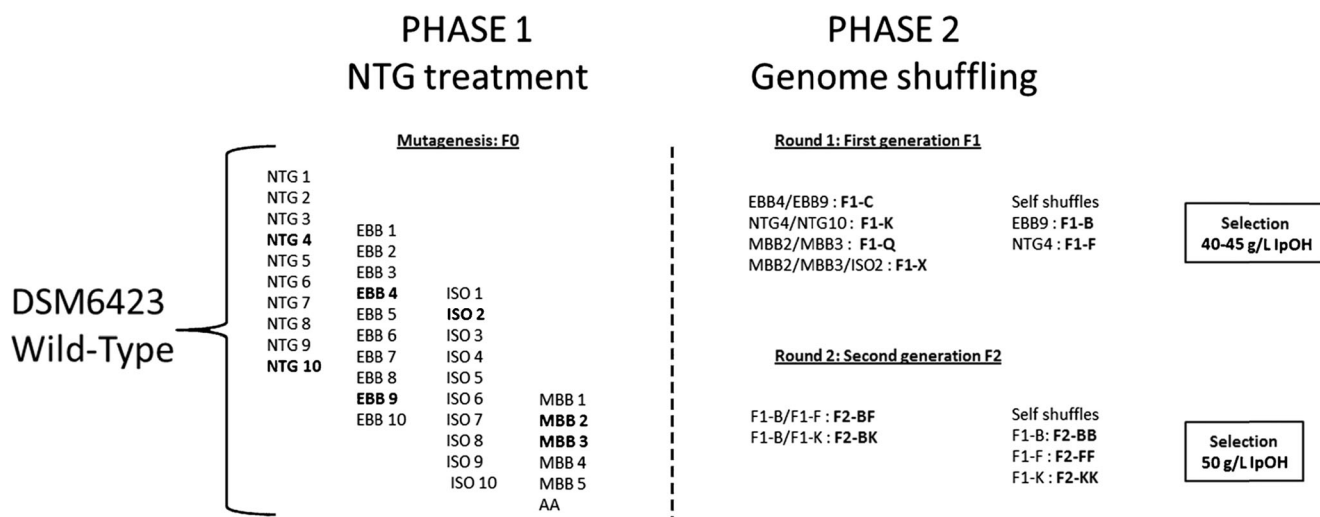 PHASE 1
NTG treatment
PHASE 2
Genome shuffling
DSM6423
Wild-Type
Mutagenesis: F0
NTG 1
NTG 2
NTG 3
NTG 4
NTG 5
NTG 6
NTG 7
NTG 8
NTG 9
NTG 10
EBB 1
EBB 2
EBB 3
EBB 4
EBB 5
EBB 6
EBB 7
EBB 8
EBB 9
EBB 10
ISO 1
ISO 2
ISO 3
ISO 4
ISO 5
ISO 6
ISO 7
ISO 8
ISO 9
ISO 10
MBB 1
MBB 2
MBB 3
MBB 4
MBB 5
AA
Round 1: First generation F1
EBB4/EBB9 : F1-C
NTG4/NTG10 : F1-K
MBB2/MBB3 : F1-Q
MBB2/MBB3/ISO2 : F1-X
Self shuffles
EBB9 : F1-B
NTG4 : F1-F
Selection
40-45 g/L IpOH
Round 2: Second generation F2
F1-B/F1-F : F2-BF
F1-B/F1-K : F2-BK
Self shuffles
F1-B: F2-BB
F1-F : F2-FF
F1-K : F2-KK
Selection
50 g/L IpOH